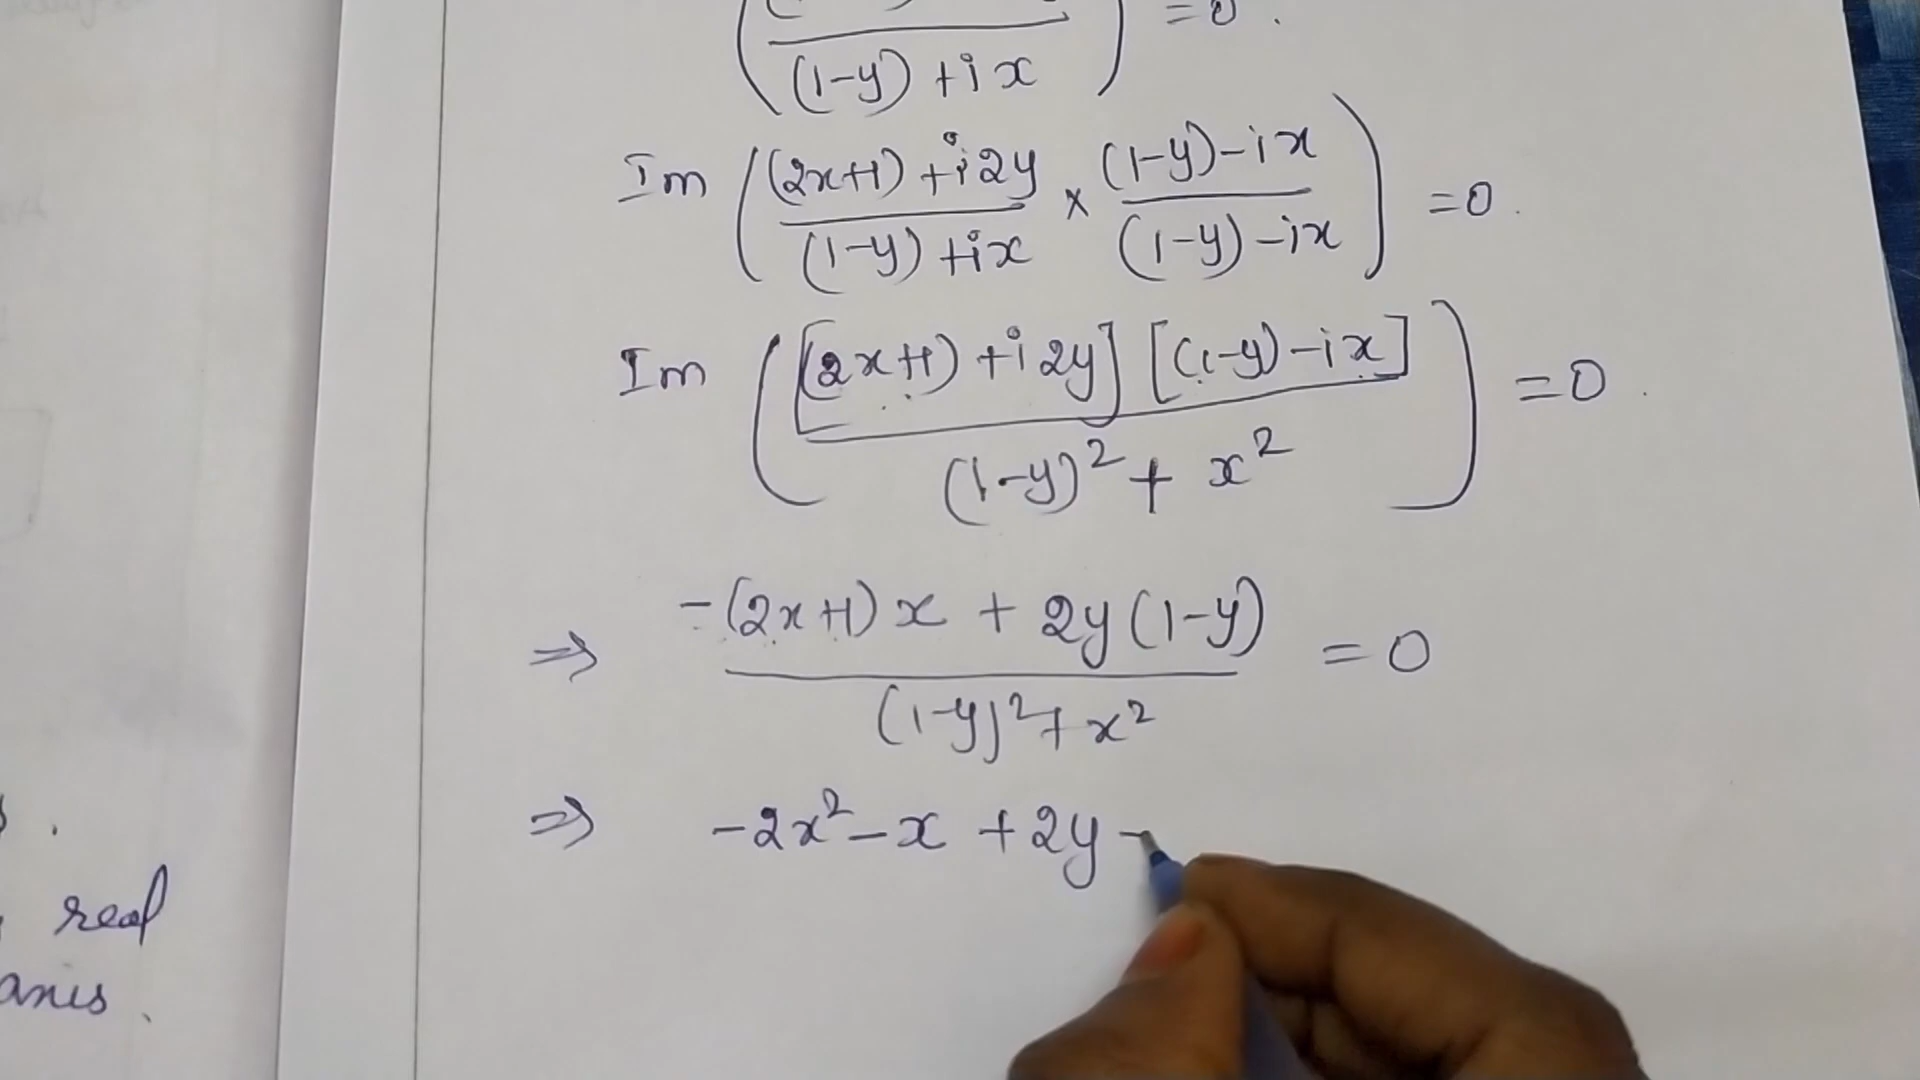 (1-y) + ix = 0.
Im ( (2x+1) + i2y / (1-y) + ix × (1-y) - ix / (1-y) - ix ) = 0.
Im ( [(2x+1) + i2y] [(1-y) - ix] / (1-y)² + x² ) = 0.
⇒ -(2x+1)x + 2y(1-y) / (1-y)² + x² = 0
⇒ -2x² - x + 2y -
real
axis.